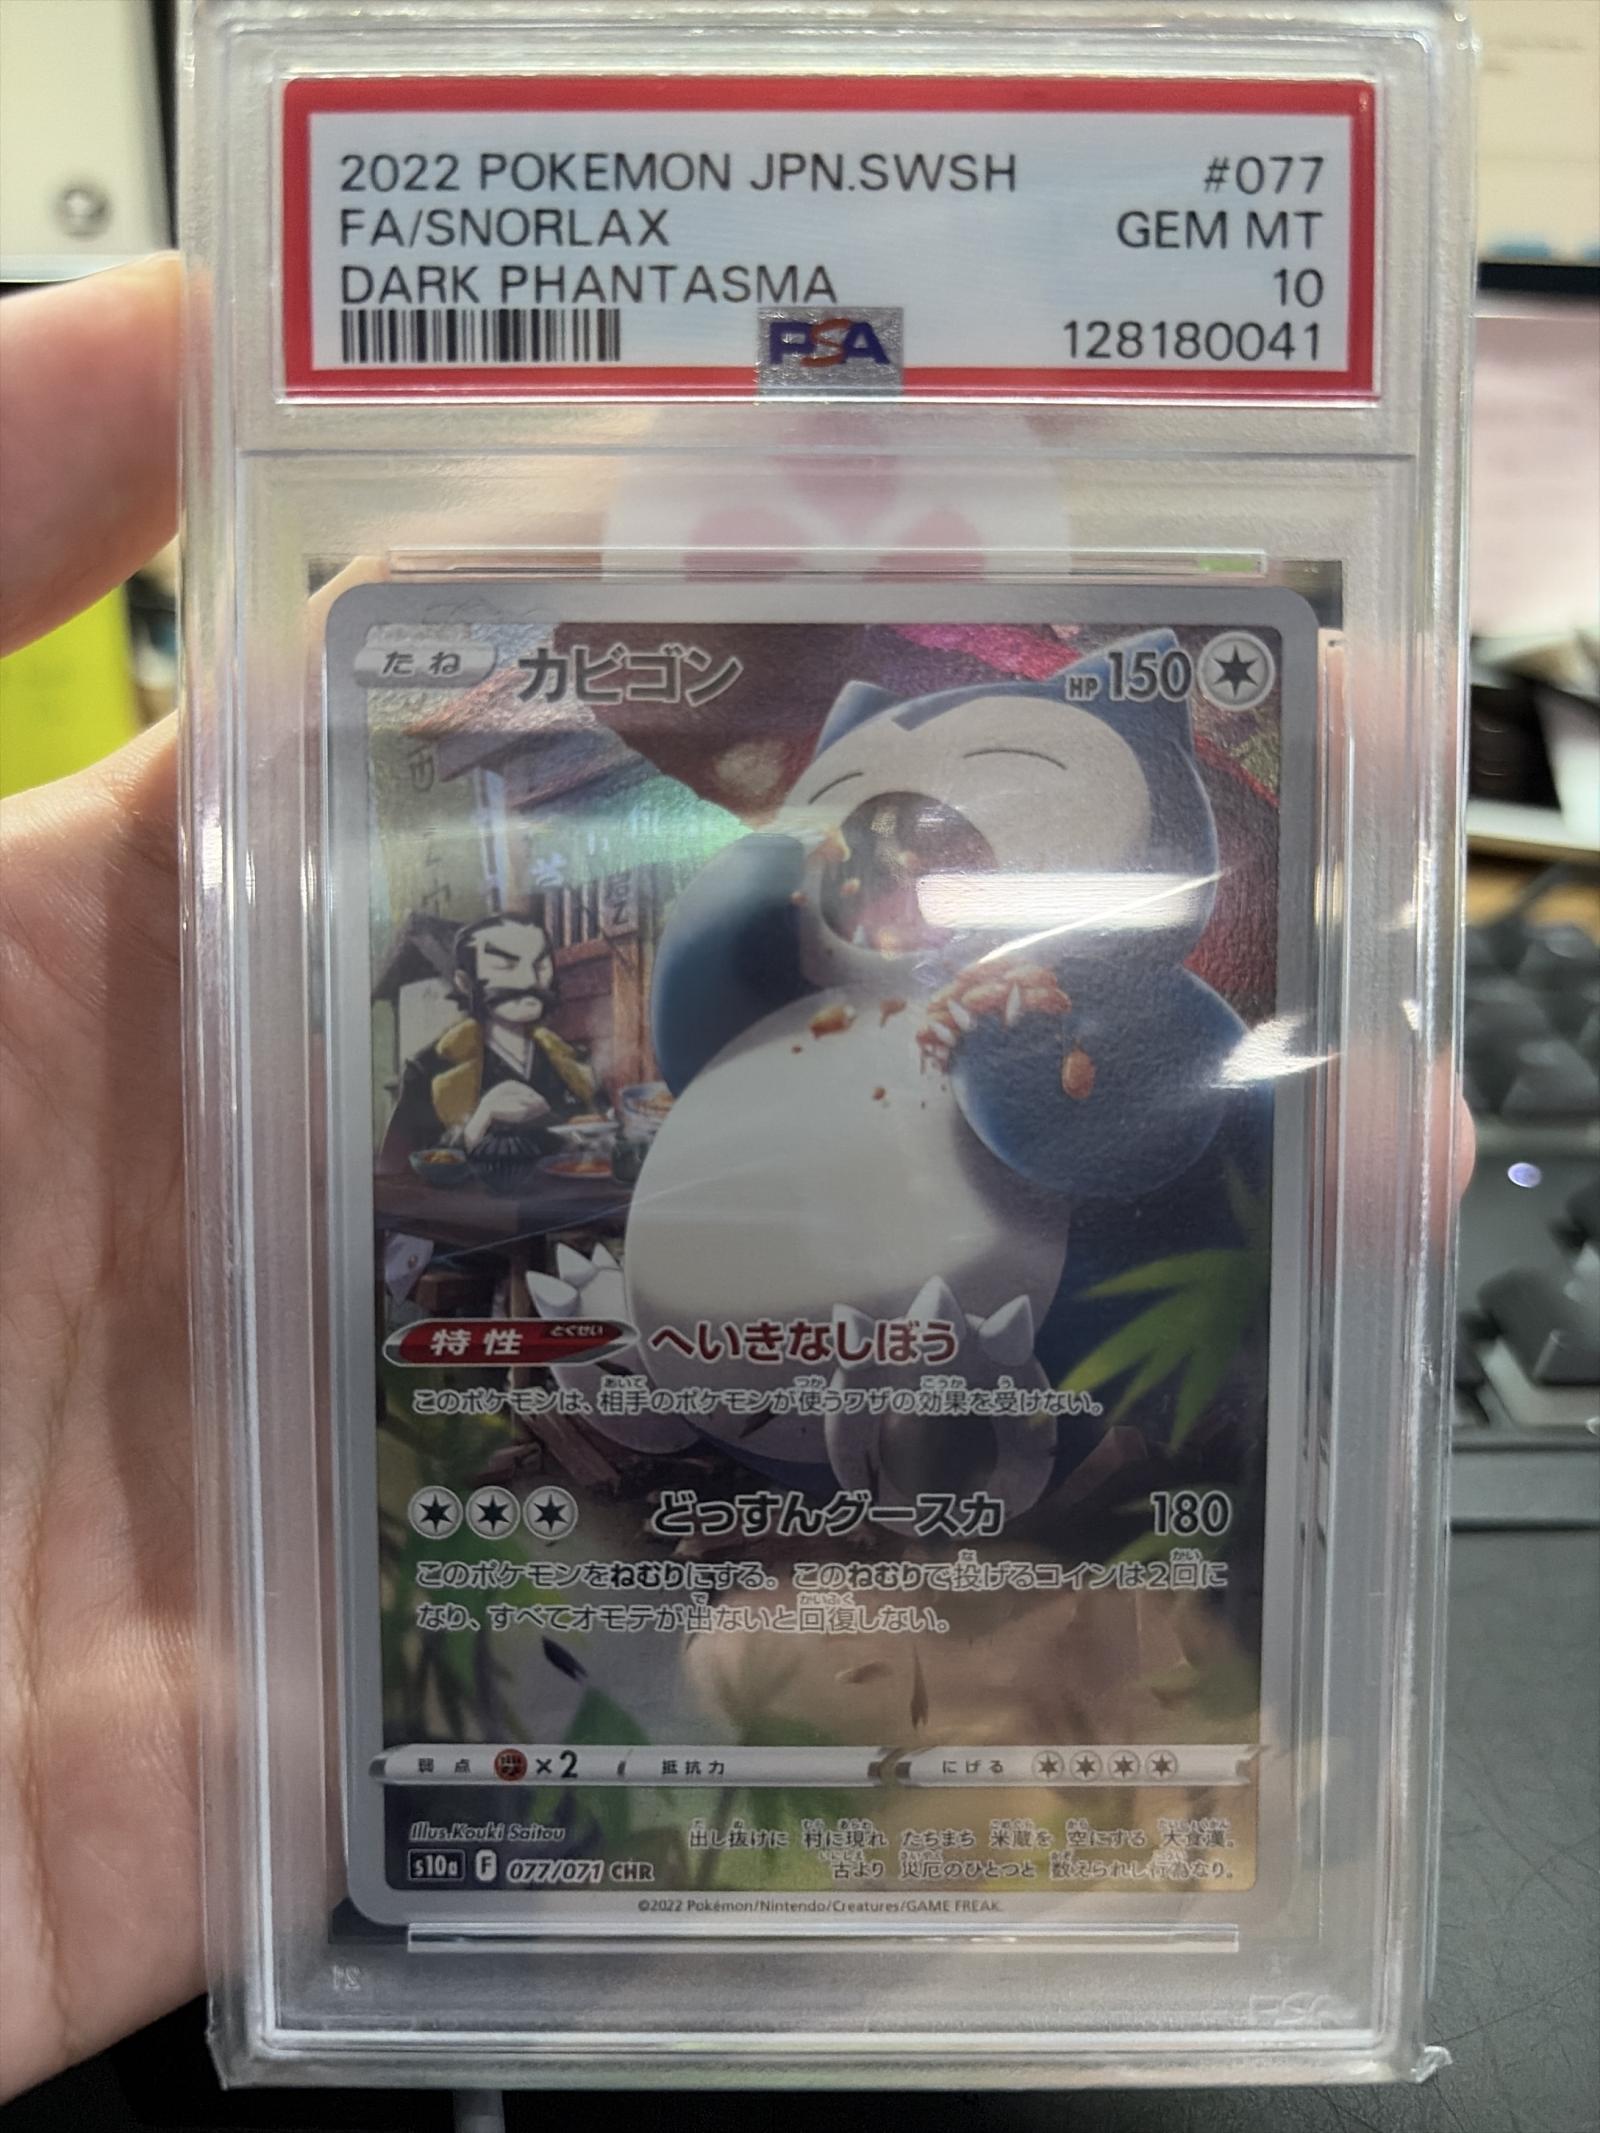 2022 POKEMON JPN.SWSH #077
FA/SNORLAX GEM MT
DARK PHANTASMA 10
PSA 128180041
たね カビゴン HP 150
特性 とくせい へいきなしぼう
このポケモンは、相手のポケモンが使うワザの効果を受けない。
どっすんグースカ 180
このポケモンをねむりにする。このねむりで投げるコインは2回に
なり、すべてオモテが出ないと回復しない。
弱点 ×2 抵抗力 にげる
Illus.Kouki Saitou
出し抜けに 村に現れ たちまち 米蔵を 空にする 大食漢。
古より 災厄のひとつと 数えられし行為なり。
s10a F 077/071 CHR
©2022 Pokémon/Nintendo/Creatures/GAME FREAK.
PSA